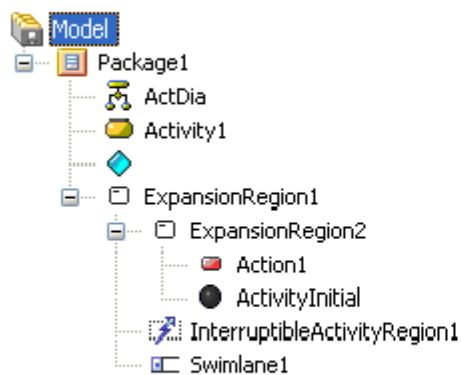 Model
Package1
ActDia
Activity1
ExpansionRegion1
ExpansionRegion2
Action1
ActivityInitial
InterruptibleActivityRegion1
Swimlane1